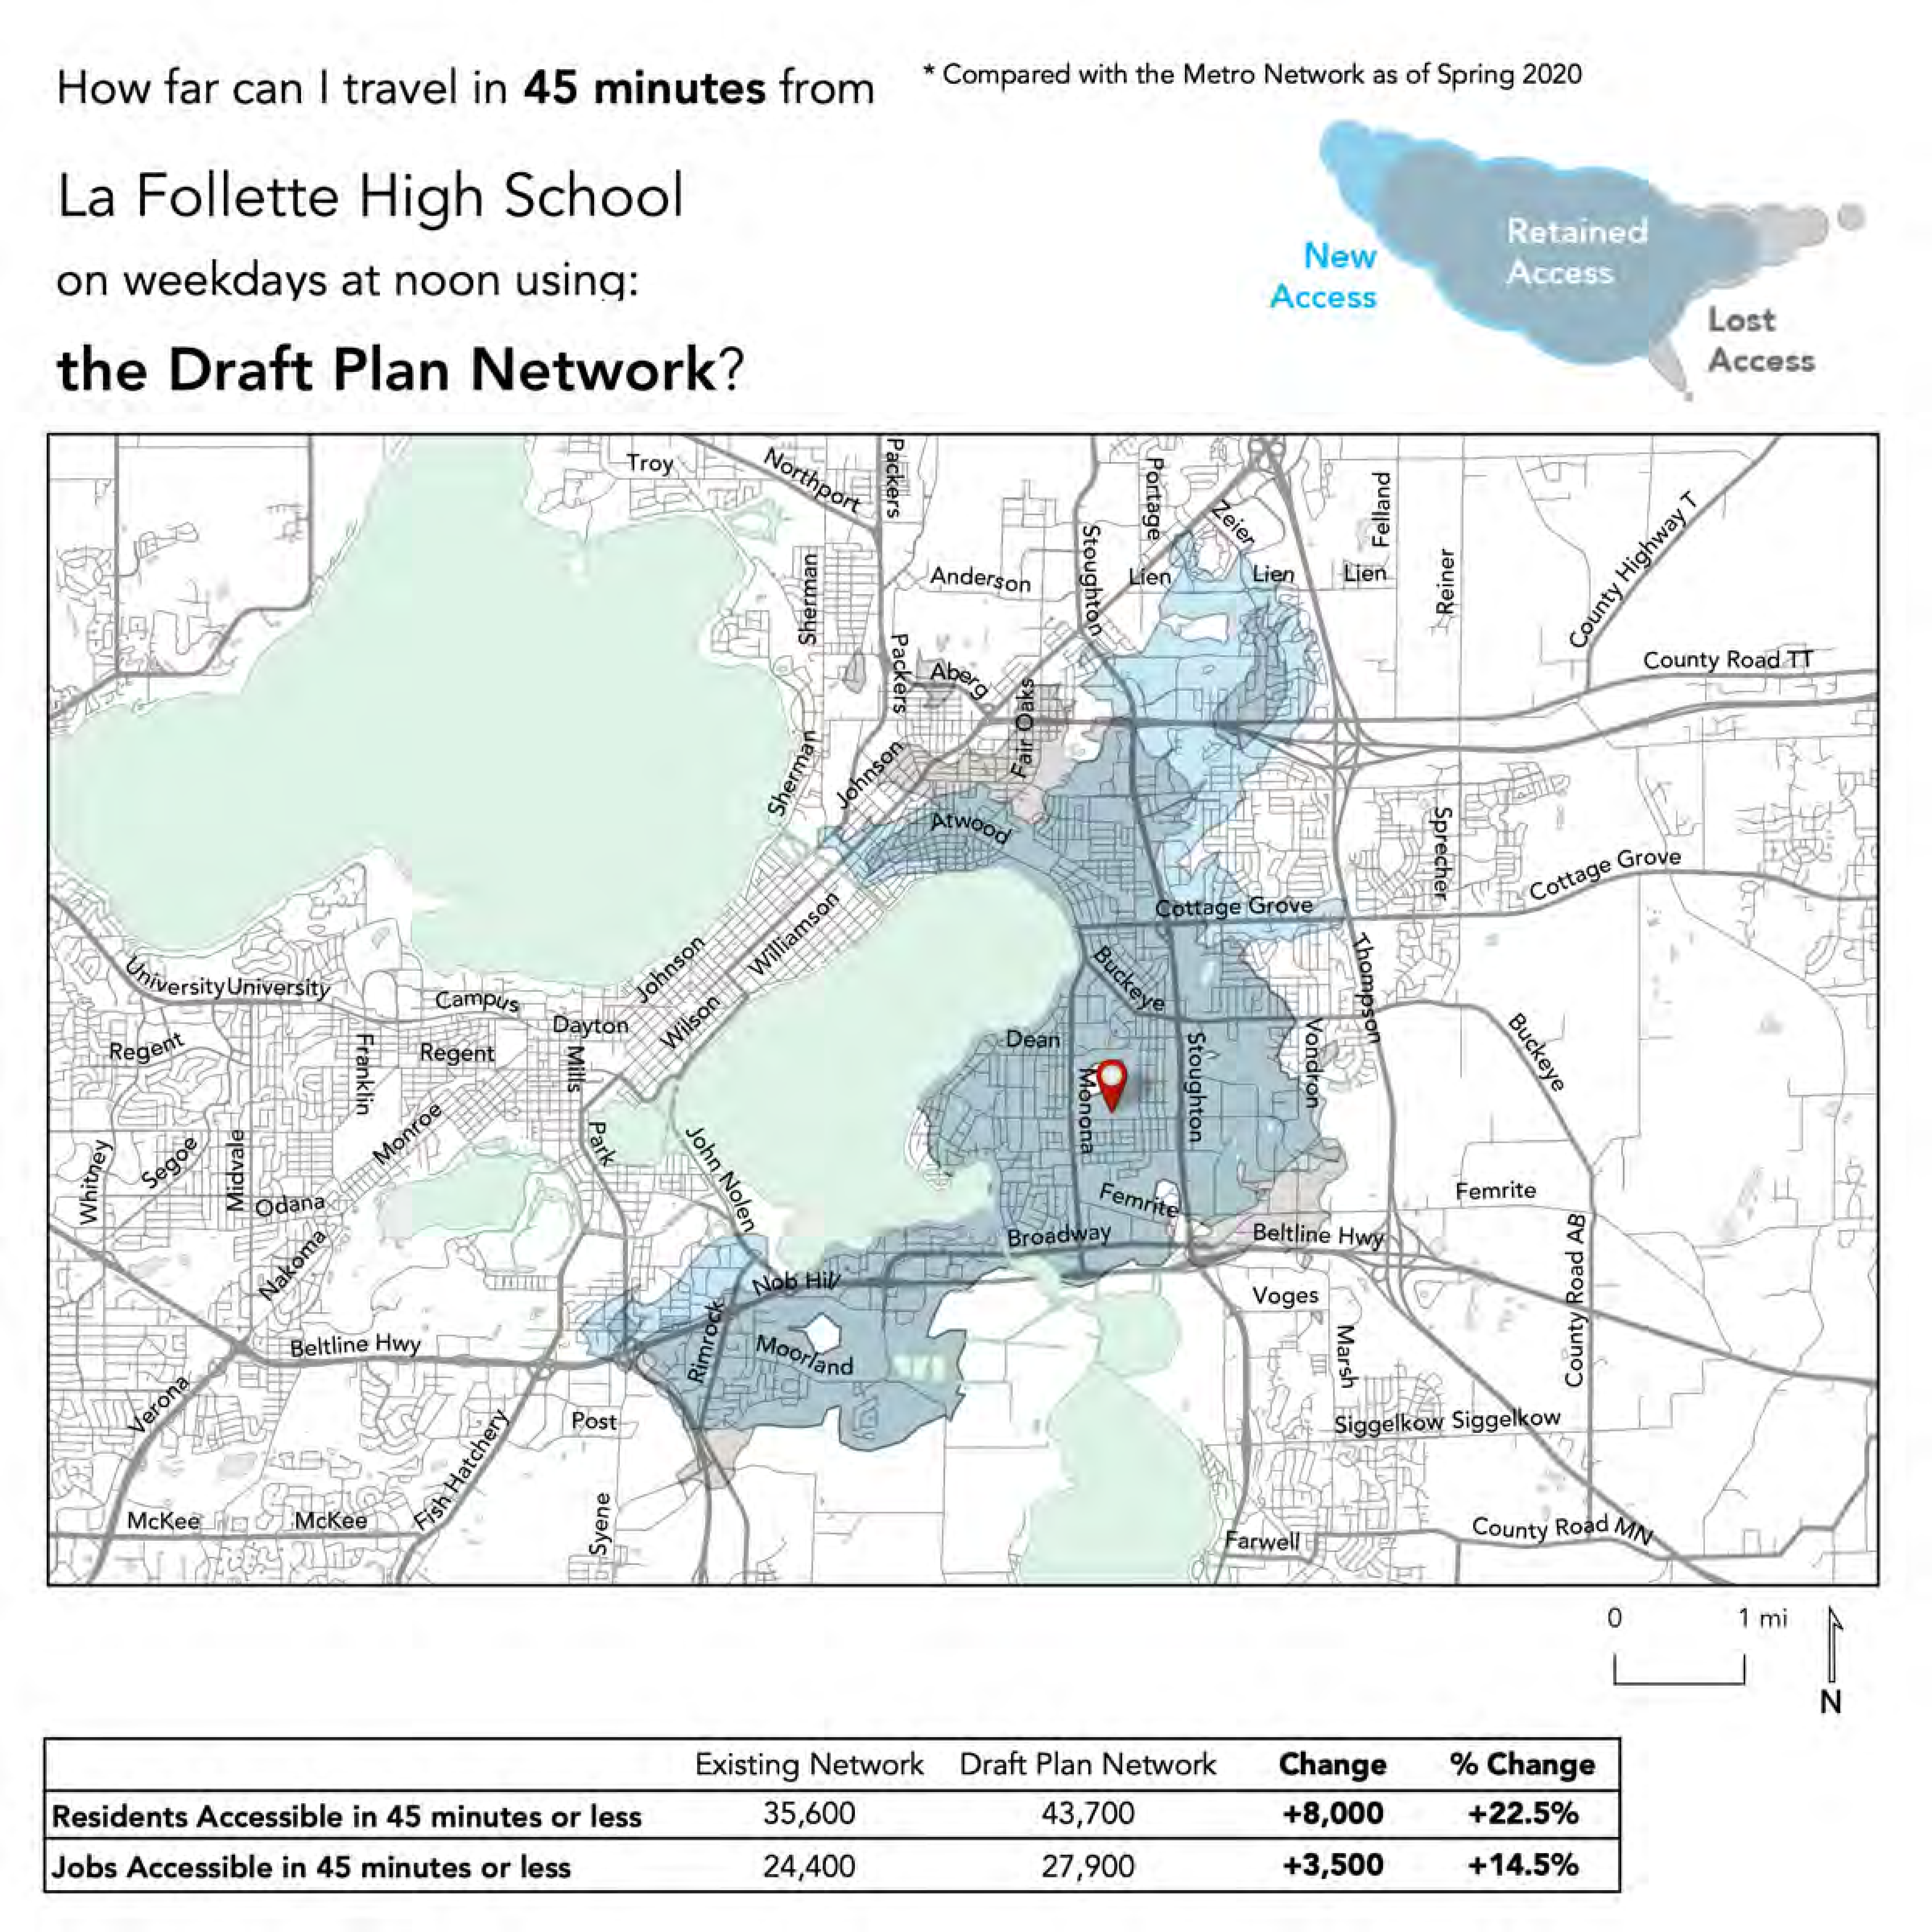 How far can I travel in 45 minutes from
* Compared with the Metro Network as of Spring 2020
La Follette High School
on weekdays at noon using:
the Draft Plan Network?
New
Access
Retained
Access
Lost
Access
Troy
Northport
Packers
Portage
Zeier
Felland
County Highway T
Stoughton
Sherman
Anderson
Lien
Lien
Lien
Reiner
Packers
Aberg
Fair Oaks
County Road TT
Sherman
Johnson
Atwood
Sprecher
Cottage Grove
Cottage Grove
Williamson
Johnson
Wilson
Buckeye
Thompson
University
University
Campus
Dayton
Regent
Franklin
Regent
Mills
Dean
Monona
Stoughton
Vondron
Buckeye
Whitney
Segoe
Midvale
Monroe
Park
John Nolen
Odana
Nakoma
Femrite
Femrite
Broadway
Beltline Hwy
County Road AB
Nob Hill
Voges
Rimrock
Moorland
Marsh
Beltline Hwy
Verona
Fish Hatchery
Post
Siggelkow
Siggelkow
McKee
McKee
Syene
Farwell
County Road MN
0 1 mi
N
Existing Network Draft Plan Network Change % Change
Residents Accessible in 45 minutes or less 35,600 43,700 +8,000 +22.5%
Jobs Accessible in 45 minutes or less 24,400 27,900 +3,500 +14.5%